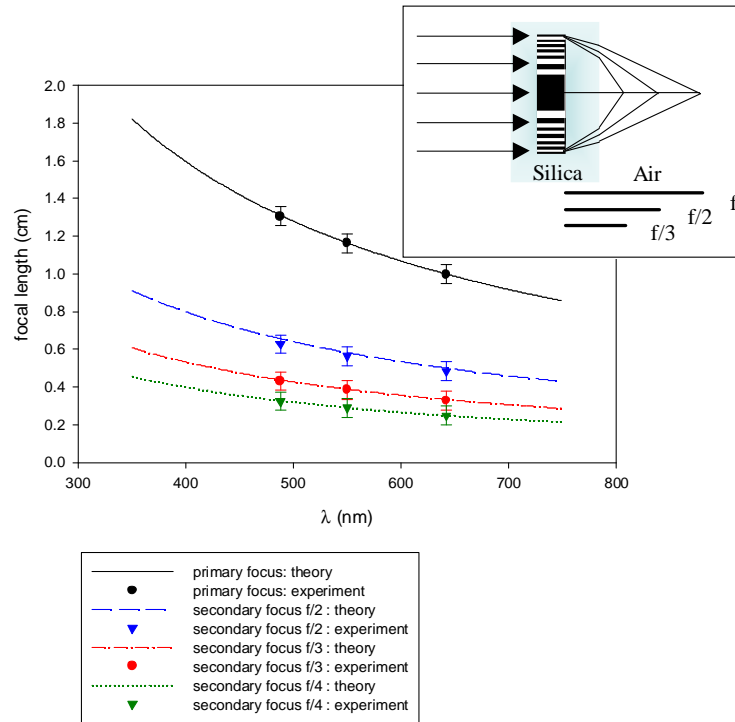 Silica
Air
f
f/2
f/3
2.0
1.8
1.6
1.4
1.2
1.0
0.8
0.6
0.4
0.2
0.0
focal length (cm)
300 400 500 600 700 800
λ (nm)
primary focus: theory
primary focus: experiment
secondary focus f/2 : theory
secondary focus f/2 : experiment
secondary focus f/3 : theory
secondary focus f/3 : experiment
secondary focus f/4 : theory
secondary focus f/4 : experiment